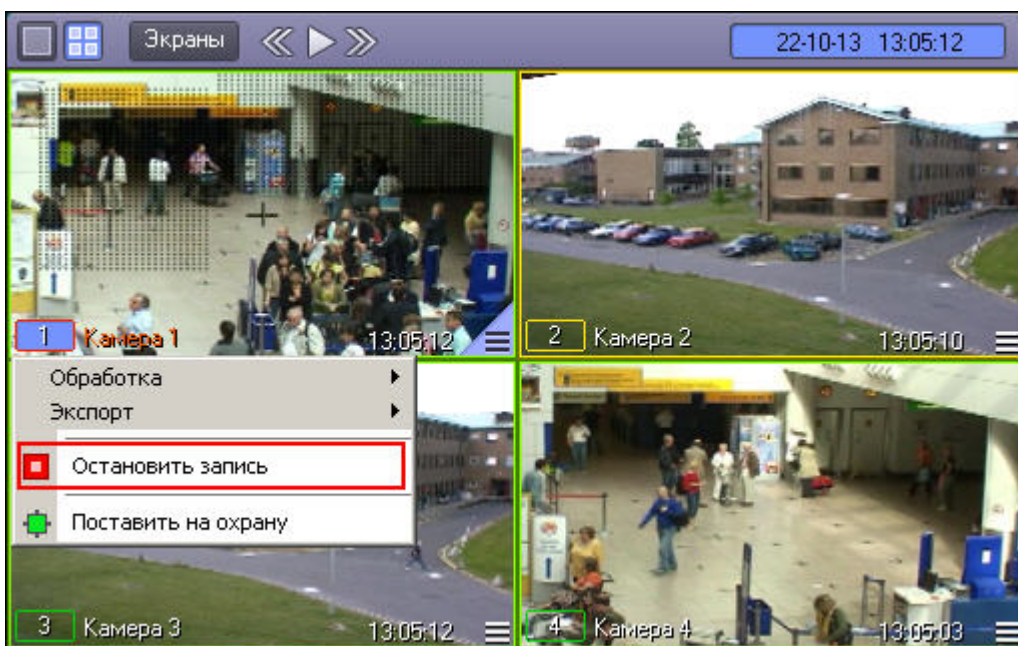 Экраны
22-10-13 13:05:12
1 Камера 1 13:05:12
2 Камера 2 13:05:10
Обработка
Экспорт
Остановить запись
Поставить на охрану
3 Камера 3 13:05:12
4 Камера 4 13:05:03